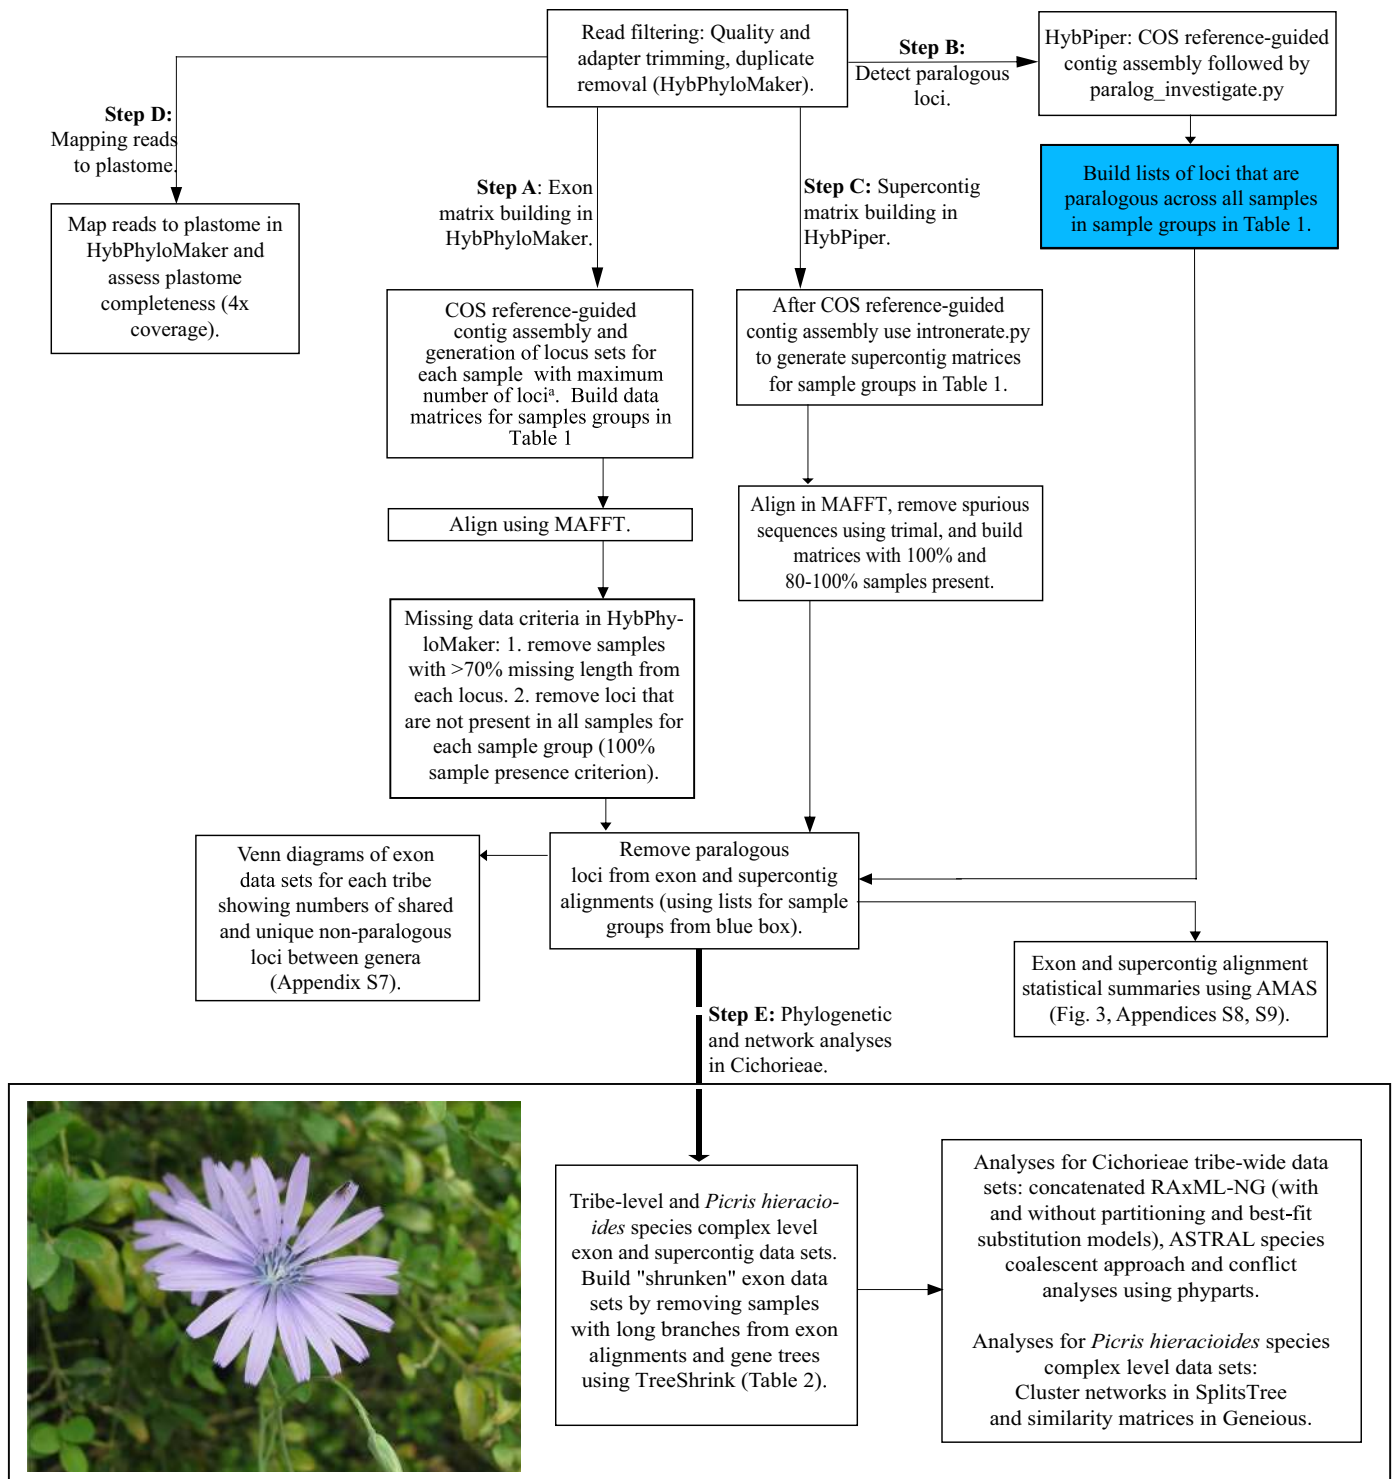 Read filtering: Quality and
adapter trimming, duplicate
removal (HybPhyloMaker).
Step B:
Detect paralogous
loci.
HybPiper: COS reference-guided
contig assembly followed by
paralog_investigate.py
Step D:
Mapping reads
to plastome.
Build lists of loci that are
paralogous across all samples
in sample groups in Table 1.
Step A: Exon
matrix building in
HybPhyloMaker.
Step C: Supercontig
matrix building in
HybPiper.
Map reads to plastome in
HybPhyloMaker and
assess plastome
completeness (4x
coverage).
COS reference-guided
contig assembly and
generation of locus sets for
each sample with maximum
number of lociᵃ. Build data
matrices for samples groups in
Table 1
After COS reference-guided
contig assembly use intronerate.py
to generate supercontig matrices
for sample groups in Table 1.
Align using MAFFT.
Align in MAFFT, remove spurious
sequences using trimal, and build
matrices with 100% and
80-100% samples present.
Missing data criteria in HybPhy-
loMaker: 1. remove samples
with >70% missing length from
each locus. 2. remove loci that
are not present in all samples for
each sample group (100%
sample presence criterion).
Venn diagrams of exon
data sets for each tribe
showing numbers of shared
and unique non-paralogous
loci between genera
(Appendix S7).
Remove paralogous
loci from exon and supercontig
alignments (using lists for sample
groups from blue box).
Exon and supercontig alignment
statistical summaries using AMAS
(Fig. 3, Appendices S8, S9).
Step E: Phylogenetic
and network analyses
in Cichorieae.
Tribe-level and Picris hieracio-
ides species complex level
exon and supercontig data sets.
Build "shrunken" exon data
sets by removing samples
with long branches from exon
alignments and gene trees
using TreeShrink (Table 2).
Analyses for Cichorieae tribe-wide data
sets: concatenated RAxML-NG (with
and without partitioning and best-fit
substitution models), ASTRAL species
coalescent approach and conflict
analyses using phyparts.
Analyses for Picris hieracioides species
complex level data sets:
Cluster networks in SplitsTree
and similarity matrices in Geneious.